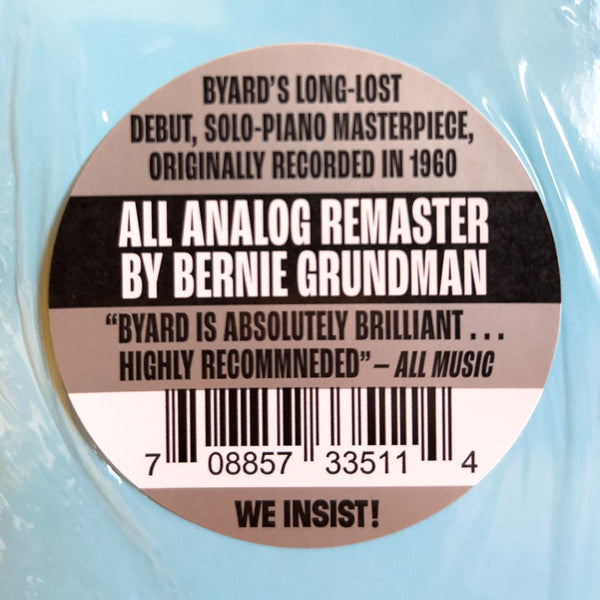 BYARD'S LONG-LOST
DEBUT, SOLO-PIANO MASTERPIECE,
ORIGINALLY RECORDED IN 1960
ALL ANALOG REMASTER
BY BERNIE GRUNDMAN
“BYARD IS ABSOLUTELY BRILLIANT . . .
HIGHLY RECOMMNEDED” – ALL MUSIC
7 08857 33511 4
WE INSIST!